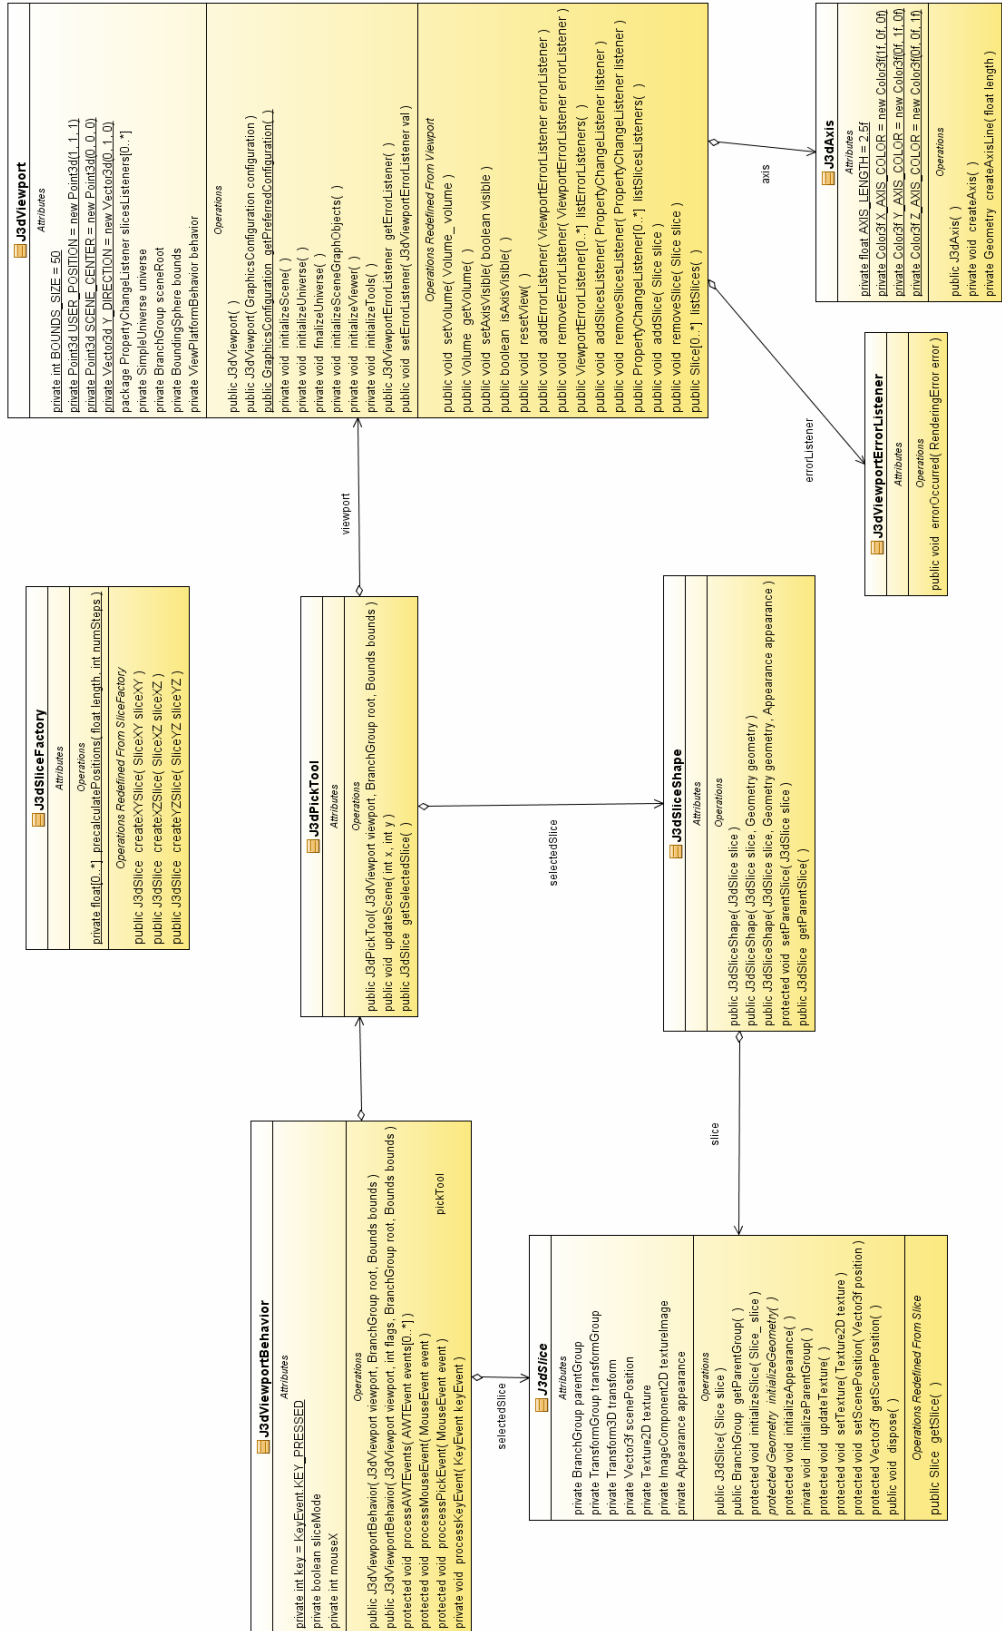 J3dViewportBehavior
Attributes
private int key = KeyEvent.KEY_PRESSED
private boolean sliceMode
private int mouseX
Operations
public J3dViewportBehavior( J3dViewport viewport, BranchGroup root, Bounds bounds )
public J3dViewportBehavior( J3dViewport viewport, int flags, BranchGroup root, Bounds bounds )
protected void processAWTEvents( AWTEvent events[0..*] )
protected void processMouseEvent( MouseEvent event )
protected void proccessPickEvent( MouseEvent event )
private void processKeyEvent( KeyEvent keyEvent )
pickTool
selectedSlice
J3dSlice
Attributes
private BranchGroup parentGroup
private TransformGroup transformGroup
private Transform3D transform
private Vector3f scenePosition
private Texture2D texture
private ImageComponent2D textureImage
private Appearance appearance
Operations
public J3dSlice( Slice slice )
public BranchGroup getParentGroup( )
protected void initializeSlice( Slice_ slice )
protected Geometry initializeGeometry( )
protected void initializeAppearance( )
private void initializeParentGroup( )
protected void updateTexture( )
protected void setTexture( Texture2D texture )
protected void setScenePosition( Vector3f position )
protected Vector3f getScenePosition( )
public void dispose( )
Operations Redefined From Slice
public Slice getSlice( )
J3dSliceFactory
Attributes
Operations
private float[0..*] precalculatePositions( float length, int numSteps )
Operations Redefined From SliceFactory
public J3dSlice createXYSlice( SliceXY sliceXY )
public J3dSlice createXZSlice( SliceXZ sliceXZ )
public J3dSlice createYZSlice( SliceYZ sliceYZ )
J3dPickTool
Attributes
Operations
public J3dPickTool( J3dViewport viewport, BranchGroup root, Bounds bounds )
public void updateScene( int x, int y )
public J3dSlice getSelectedSlice( )
selectedSlice
J3dSliceShape
Attributes
Operations
public J3dSliceShape( J3dSlice slice )
public J3dSliceShape( J3dSlice slice, Geometry geometry )
public J3dSliceShape( J3dSlice slice, Geometry geometry, Appearance appearance )
protected void setParentSlice( J3dSlice slice )
public J3dSlice getParentSlice( )
slice
viewport
J3dViewport
Attributes
private int BOUNDS_SIZE = 50
private Point3d USER_POSITION = new Point3d(1, 1, 1)
private Point3d SCENE_CENTER = new Point3d(0, 0, 0)
private Vector3d Y_DIRECTION = new Vector3d(0, 1, 0)
package PropertyChangeListener slicesListeners[0..*]
private SimpleUniverse universe
private BranchGroup sceneRoot
private BoundingSphere bounds
private ViewPlatformBehavior behavior
Operations
public J3dViewport( )
public J3dViewport( GraphicsConfiguration configuration )
public GraphicsConfiguration getPreferredConfiguration( )
private void initializeScene( )
private void initializeUniverse( )
private void finalizeUniverse( )
private void initializeSceneGraphObjects( )
private void initializeViewer( )
private void initializeTools( )
public J3dViewportErrorListener getErrorListener( )
public void setErrorListener( J3dViewportErrorListener val )
Operations Redefined From Viewport
public void setVolume( Volume_ volume )
public Volume getVolume( )
public void setAxisVisible( boolean visible )
public boolean isAxisVisible( )
public void resetView( )
public void addErrorListener( ViewportErrorListener errorListener )
public void removeErrorListener( ViewportErrorListener errorListener )
public ViewportErrorListener[0..*] listErrorListeners( )
public void addSlicesListener( PropertyChangeListener listener )
public void removeSlicesListener( PropertyChangeListener listener )
public PropertyChangeListener[0..*] listSlicesListeners( )
public void addSlice( Slice slice )
public void removeSlice( Slice slice )
public Slice[0..*] listSlices( )
errorListener
axis
J3dViewportErrorListener
Attributes
Operations
public void errorOccurred( RenderingError error )
J3dAxis
Attributes
private float AXIS_LENGTH = 2.5f
private Color3f X_AXIS_COLOR = new Color3f(1f, 0f, 0f)
private Color3f Y_AXIS_COLOR = new Color3f(0f, 1f, 0f)
private Color3f Z_AXIS_COLOR = new Color3f(0f, 0f, 1f)
Operations
public J3dAxis( )
private void createAxis( )
private Geometry createAxisLine( float length )